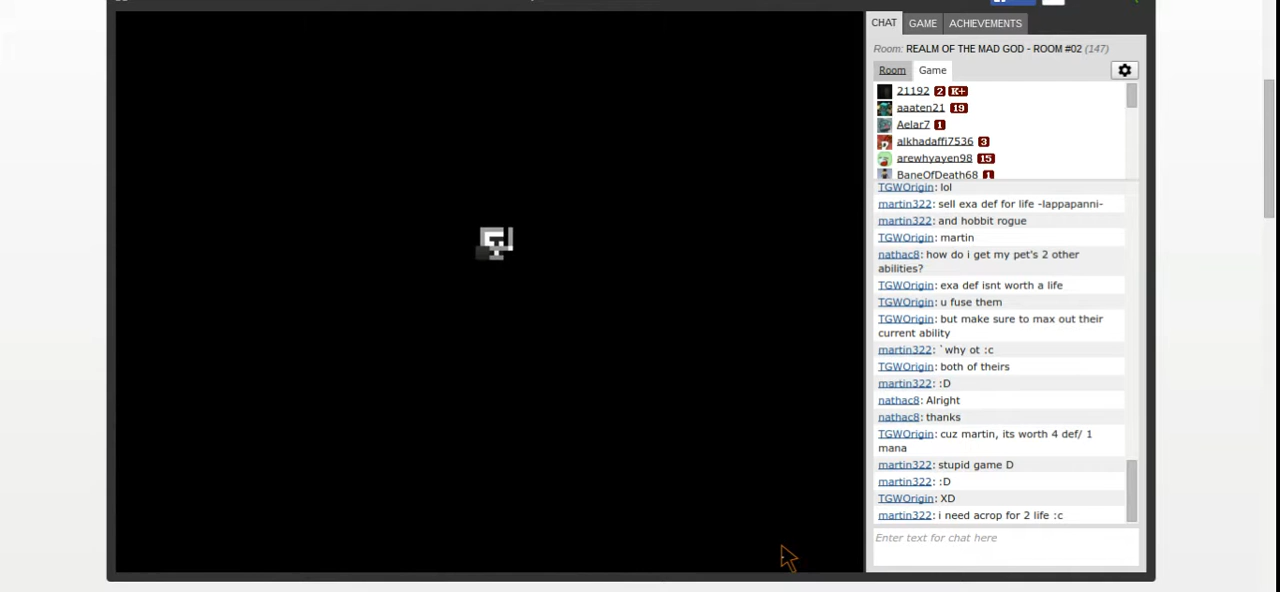 CHAT GAME ACHIEVEMENTS
Room: REALM OF THE MAD GOD - ROOM #02 (147)
Room Game
21192 2 K+
aaaten21 19
Aelar7 1
alkhadaffi7536 3
arewhyayen98 15
BaneOfDeath68 1
TGWOrigin: lol
martin322: sell exa def for life -lappapanni-
martin322: and hobbit rogue
TGWOrigin: martin
nathac8: how do i get my pet's 2 other
abilities?
TGWOrigin: exa def isnt worth a life
TGWOrigin: u fuse them
TGWOrigin: but make sure to max out their
current ability
martin322: `why ot :c
TGWOrigin: both of theirs
martin322: :D
nathac8: Alright
nathac8: thanks
TGWOrigin: cuz martin, its worth 4 def/ 1
mana
martin322: stupid game D
martin322: :D
TGWOrigin: XD
martin322: i need acrop for 2 life :c
Enter text for chat here